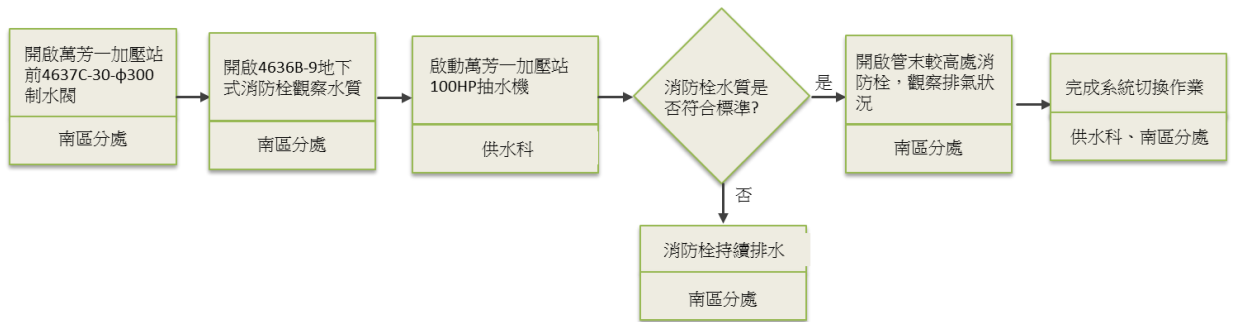 開啟萬芳一加壓站
前4637C-30-ф300
制水閥
南區分處
開啟4636B-9地下
式消防栓觀察水質
南區分處
啟動萬芳一加壓站
100HP抽水機
供水科
消防栓水質是
否符合標準?
是
開啟管末較高處消
防栓，觀察排氣狀
況
南區分處
完成系統切換作業
供水科、南區分處
否
消防栓持續排水
南區分處